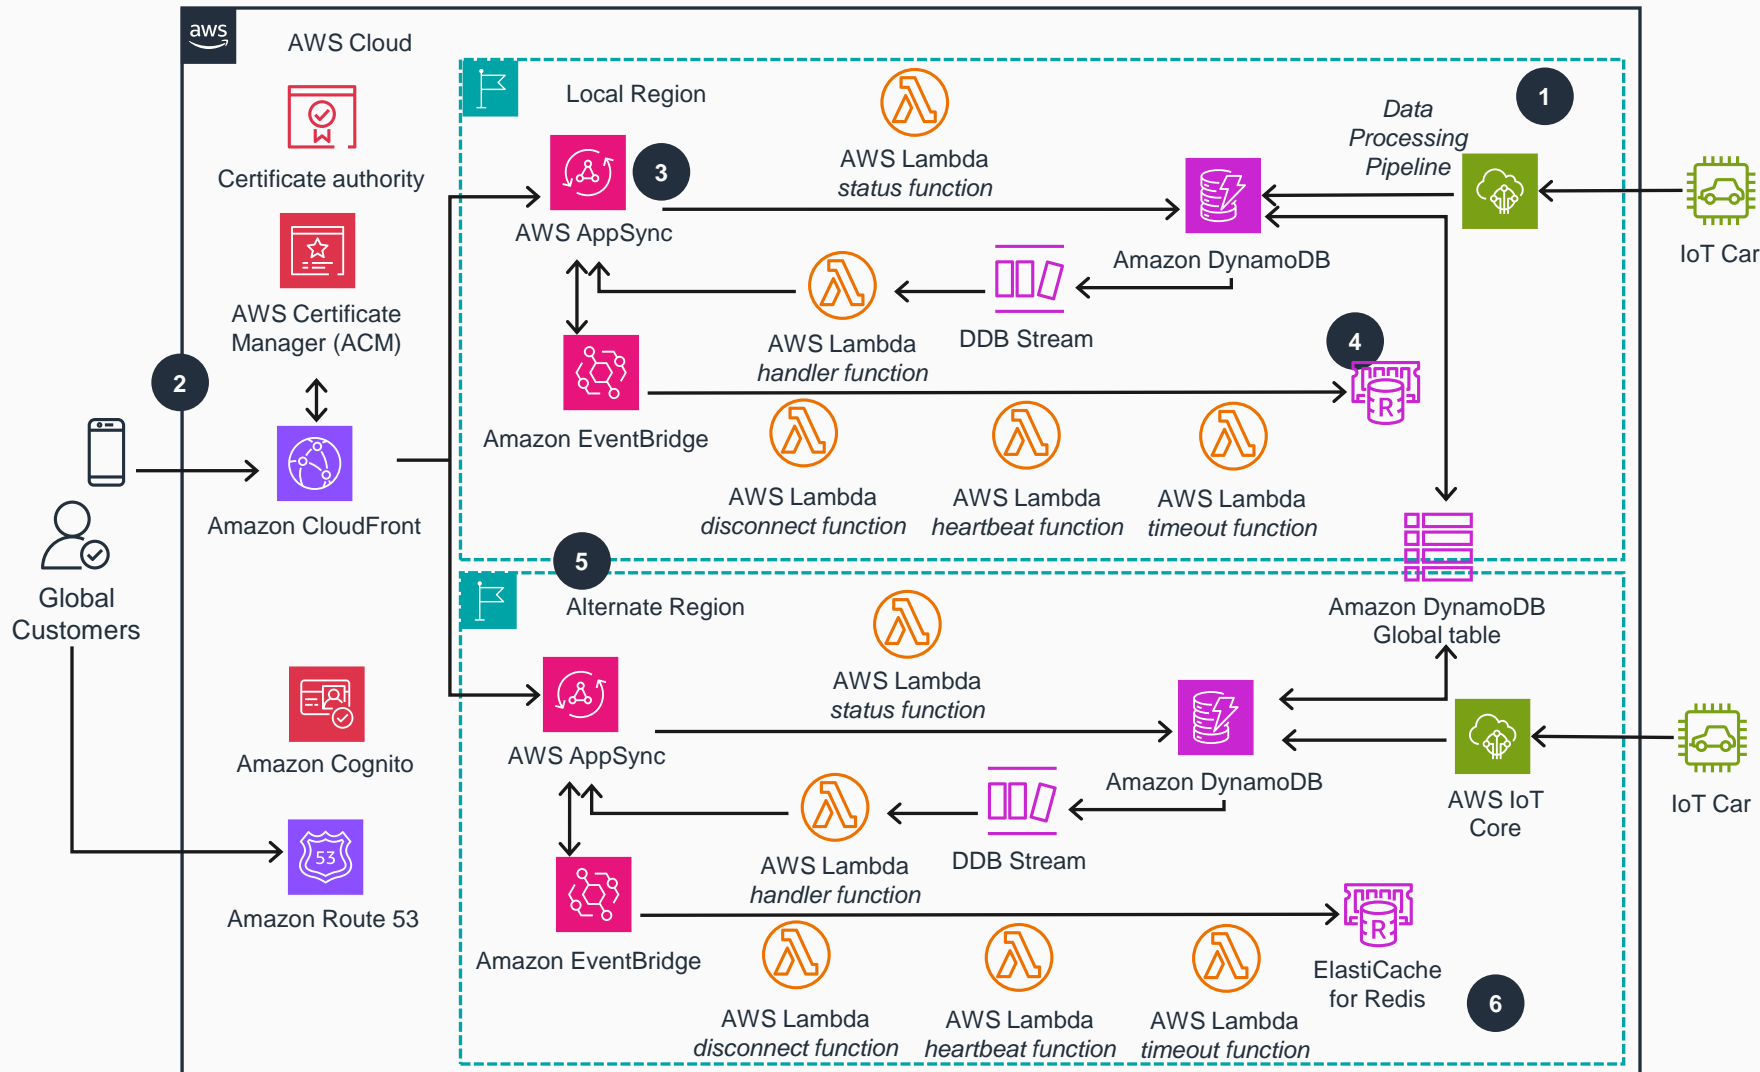 aws
AWS Cloud
Certificate authority
AWS Certificate
Manager (ACM)
2
Amazon CloudFront
Global
Customers
Amazon Cognito
53
Amazon Route 53
Local Region
1
Data
Processing
Pipeline
AWS Lambda
status function
3
AWS AppSync
Amazon DynamoDB
IoT Car
DDB Stream
AWS Lambda
handler function
4
R
Amazon EventBridge
AWS Lambda
disconnect function
AWS Lambda
heartbeat function
AWS Lambda
timeout function
5
Alternate Region
Amazon DynamoDB
Global table
AWS Lambda
status function
AWS AppSync
Amazon DynamoDB
AWS IoT
Core
IoT Car
DDB Stream
AWS Lambda
handler function
R
Amazon EventBridge
ElastiCache
for Redis
6
AWS Lambda
disconnect function
AWS Lambda
heartbeat function
AWS Lambda
timeout function